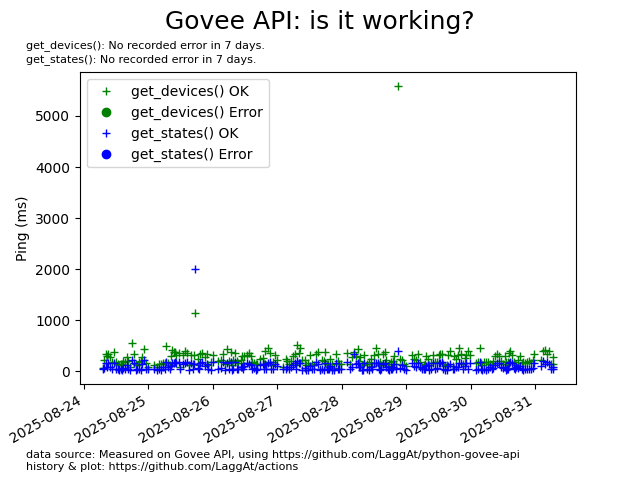 Govee API: is it working?
get_devices(): No recorded error in 7 days.
get_states(): No recorded error in 7 days.
get_devices() OK
get_devices() Error
get_states() OK
get_states() Error
Ping (ms)
5000
4000
3000
2000
1000
0
2025-08-24
2025-08-25
2025-08-26
2025-08-27
2025-08-28
2025-08-29
2025-08-30
2025-08-31
data source: Measured on Govee API, using https://github.com/LaggAt/python-govee-api
history & plot: https://github.com/LaggAt/actions